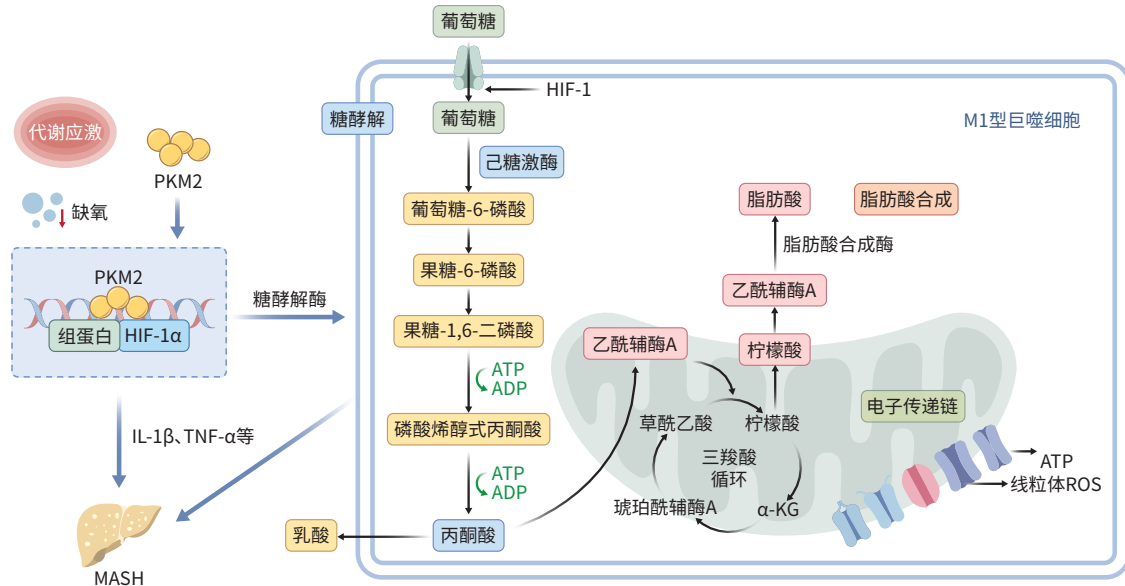 葡萄糖
HIF-1
糖酵解
葡萄糖
M1型巨噬细胞
代谢应激
PKM2
缺氧
己糖激酶
葡萄糖-6-磷酸
脂肪酸
脂肪酸合成
脂肪酸合成酶
PKM2
组蛋白
HIF-1α
糖酵解酶
果糖-6-磷酸
乙酰辅酶A
果糖-1,6-二磷酸
乙酰辅酶A
柠檬酸
ATP
ADP
电子传递链
磷酸烯醇式丙酮酸
草酰乙酸
柠檬酸
IL-1β、TNF-α等
三羧酸
循环
ATP
ADP
ATP
线粒体ROS
琥珀酰辅酶A
α-KG
乳酸
丙酮酸
MASH